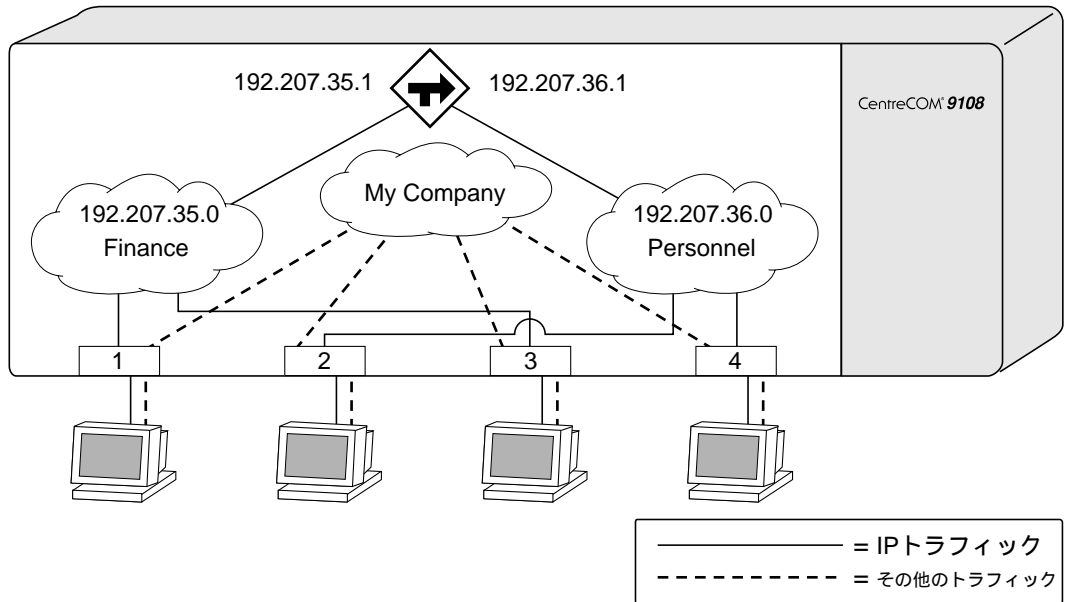 192.207.35.1
192.207.36.1
CentreCOM® 9108
My Company
192.207.35.0
Finance
192.207.36.0
Personnel
1
2
3
4
= IPトラフィック
= その他のトラフィック